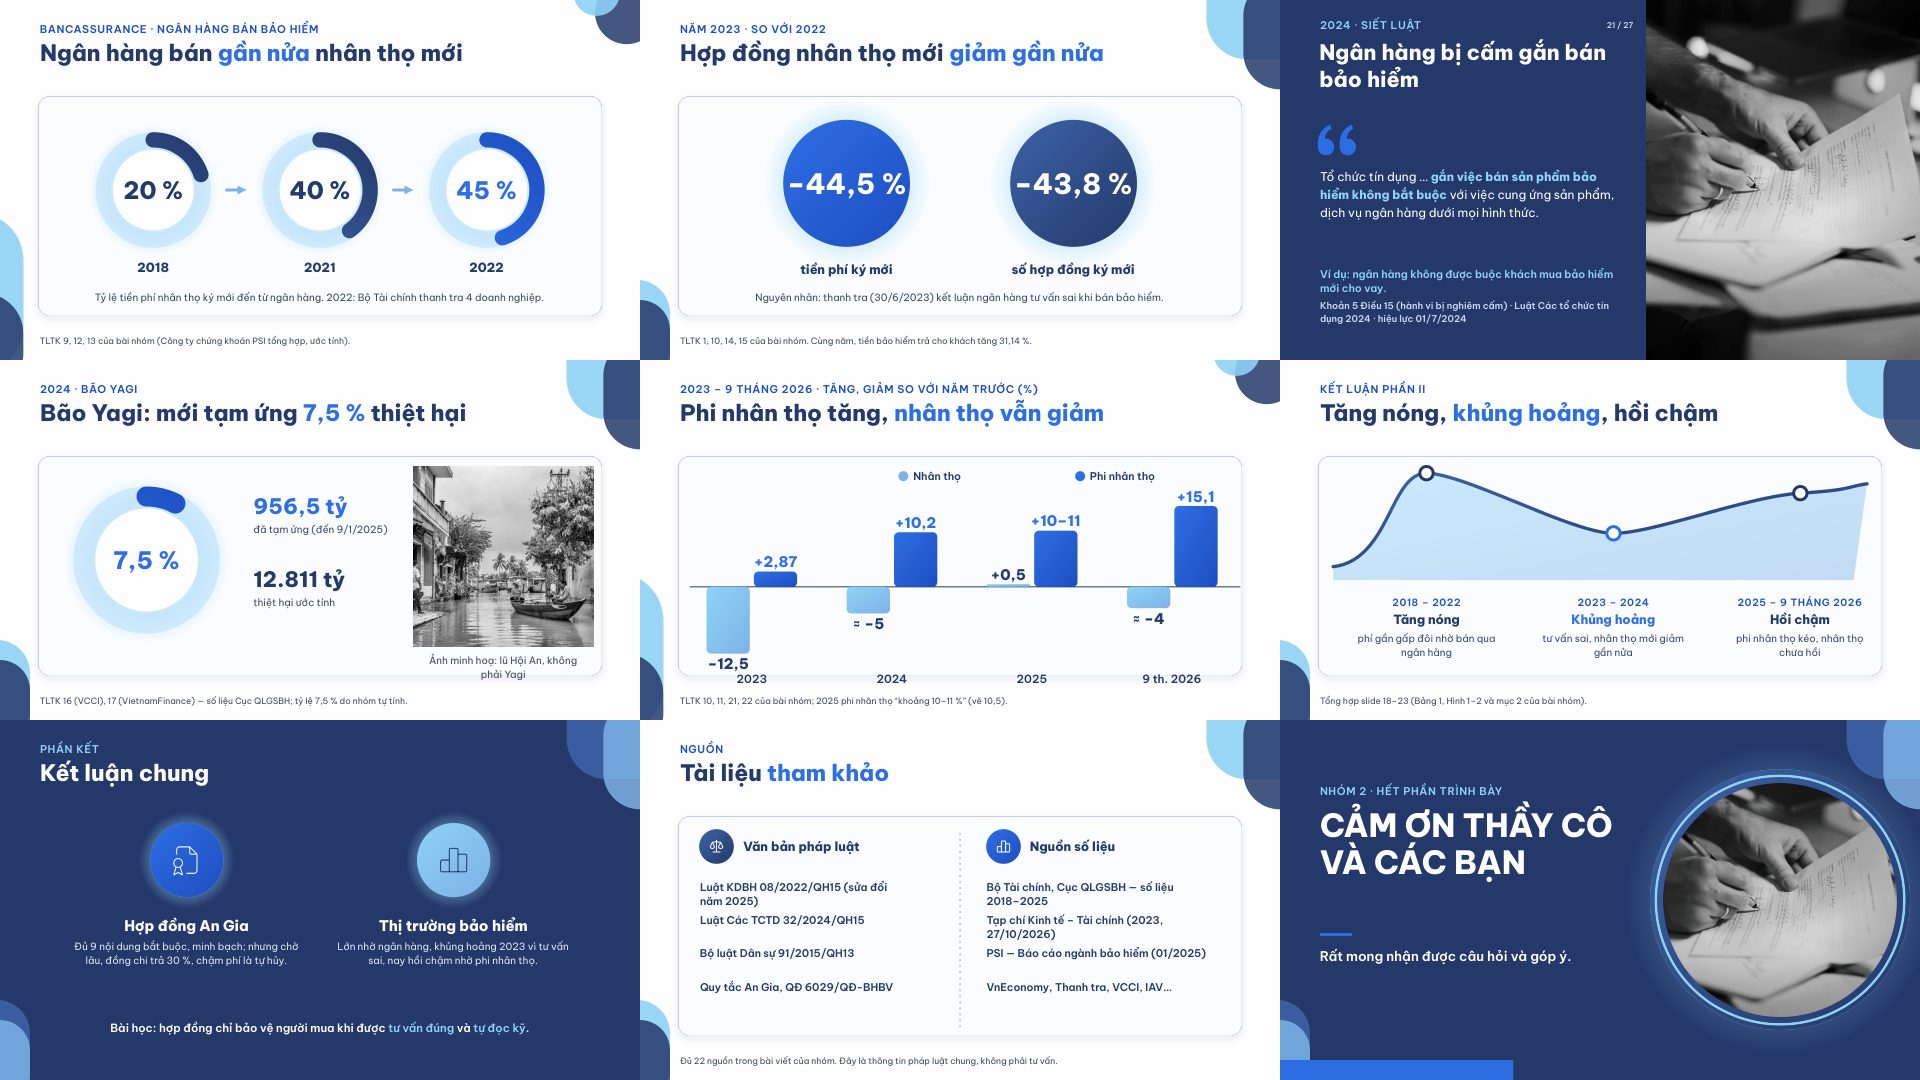 BANCASSURANCE · NGÂN HÀNG BÁN BẢO HIỂM
Ngân hàng bán gần nửa nhân thọ mới
20 %
40 %
45 %
2018
2021
2022
Tỷ lệ tiền phí nhân thọ ký mới đến từ ngân hàng. 2022: Bộ Tài chính thanh tra 4 doanh nghiệp.
TLTK 9, 12, 13 của bài nhóm (Công ty chứng khoán PSI tổng hợp, ước tính).
NĂM 2023 · SO VỚI 2022
Hợp đồng nhân thọ mới giảm gần nửa
−44,5 %
−43,8 %
tiền phí ký mới
số hợp đồng ký mới
Nguyên nhân: thanh tra (30/6/2023) kết luận ngân hàng tư vấn sai khi bán bảo hiểm.
TLTK 1, 10, 14, 15 của bài nhóm. Cùng năm, tiền bảo hiểm trả cho khách tăng 31,14 %.
2024 · SIẾT LUẬT
21 / 27
Ngân hàng bị cấm gắn bán
bảo hiểm
“
Tổ chức tín dụng ... gắn việc bán sản phẩm bảo
hiểm không bắt buộc với việc cung ứng sản phẩm,
dịch vụ ngân hàng dưới mọi hình thức.
Ví dụ: ngân hàng không được buộc khách mua bảo hiểm
mới cho vay.
Khoản 5 Điều 15 (hành vi bị nghiêm cấm) · Luật Các tổ chức tín
dụng 2024 · hiệu lực 01/7/2024
2024 · BÃO YAGI
Bão Yagi: mới tạm ứng 7,5 % thiệt hại
7,5 %
956,5 tỷ
đã tạm ứng (đến 9/1/2025)
12.811 tỷ
thiệt hại ước tính
Ảnh minh hoạ: lũ Hội An, không
phải Yagi
TLTK 16 (VCCI), 17 (VietnamFinance) — số liệu Cục QLGSBH; tỷ lệ 7,5 % do nhóm tự tính.
2023 – 9 THÁNG 2026 · TĂNG, GIẢM SO VỚI NĂM TRƯỚC (%)
Phi nhân thọ tăng, nhân thọ vẫn giảm
Nhân thọ
Phi nhân thọ
+2,87
+10,2
+0,5
+10–11
+15,1
−12,5
≈ −5
≈ −4
2023
2024
2025
9 th. 2026
TLTK 10, 11, 21, 22 của bài nhóm; 2025 phi nhân thọ “khoảng 10–11 %” (vẽ 10,5).
KẾT LUẬN PHẦN II
Tăng nóng, khủng hoảng, hồi chậm
2018 – 2022
Tăng nóng
phí gần gấp đôi nhờ bán qua
ngân hàng
2023 – 2024
Khủng hoảng
tư vấn sai, nhân thọ mới giảm
gần nửa
2025 – 9 THÁNG 2026
Hồi chậm
phi nhân thọ kéo, nhân thọ
chưa hồi
Tổng hợp slide 18–23 (Bảng 1, Hình 1–2 và mục 2 của bài nhóm).
PHẦN KẾT
Kết luận chung
Hợp đồng An Gia
Đủ 9 nội dung bắt buộc, minh bạch; nhưng chờ
lâu, đồng chi trả 30 %, chậm phí là tự hủy.
Thị trường bảo hiểm
Lớn nhờ ngân hàng, khủng hoảng 2023 vì tư vấn
sai, nay hồi chậm nhờ phi nhân thọ.
Bài học: hợp đồng chỉ bảo vệ người mua khi được tư vấn đúng và tự đọc kỹ.
NGUỒN
Tài liệu tham khảo
Văn bản pháp luật
Luật KDBH 08/2022/QH15 (sửa đổi
năm 2025)
Luật Các TCTD 32/2024/QH15
Bộ luật Dân sự 91/2015/QH13
Quy tắc An Gia, QĐ 6029/QĐ-BHBV
Nguồn số liệu
Bộ Tài chính, Cục QLGSBH — số liệu
2018–2025
Tạp chí Kinh tế – Tài chính (2023,
27/10/2026)
PSI — Báo cáo ngành bảo hiểm (01/2025)
VnEconomy, Thanh tra, VCCI, IAV...
Đủ 22 nguồn trong bài viết của nhóm. Đây là thông tin pháp luật chung, không phải tư vấn.
NHÓM 2 · HẾT PHẦN TRÌNH BÀY
CẢM ƠN THẦY CÔ
VÀ CÁC BẠN
Rất mong nhận được câu hỏi và góp ý.